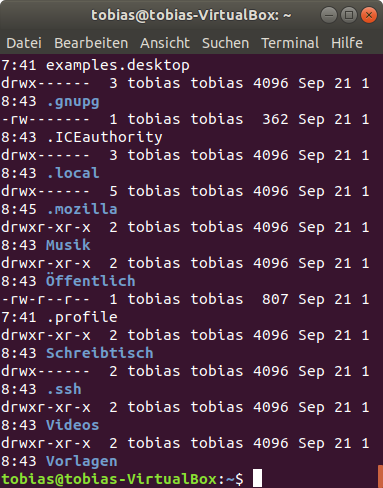 tobias@tobias-VirtualBox: ~
Datei Bearbeiten Ansicht Suchen Terminal Hilfe
7:41 examples.desktop
drwx------  3 tobias tobias 4096 Sep 21 1
8:43 .gnupg
-rw-------  1 tobias tobias  362 Sep 21 1
8:43 .ICEauthority
drwx------  3 tobias tobias 4096 Sep 21 1
8:43 .local
drwx------  5 tobias tobias 4096 Sep 21 1
8:45 .mozilla
drwxr-xr-x  2 tobias tobias 4096 Sep 21 1
8:43 Musik
drwxr-xr-x  2 tobias tobias 4096 Sep 21 1
8:43 Öffentlich
-rw-r--r--  1 tobias tobias  807 Sep 21 1
7:41 .profile
drwxr-xr-x  2 tobias tobias 4096 Sep 21 1
8:43 Schreibtisch
drwx------  2 tobias tobias 4096 Sep 21 1
8:43 .ssh
drwxr-xr-x  2 tobias tobias 4096 Sep 21 1
8:43 Videos
drwxr-xr-x  2 tobias tobias 4096 Sep 21 1
8:43 Vorlagen
tobias@tobias-VirtualBox:~$